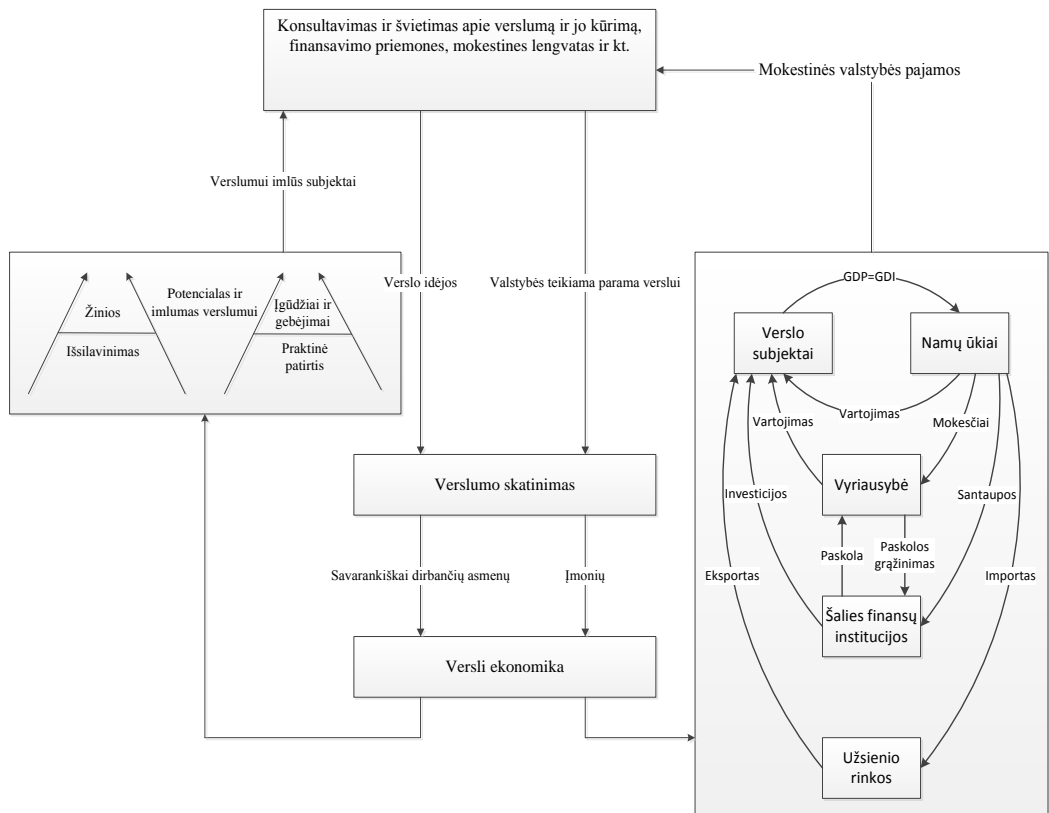 Konsultavimas ir švietimas apie verslumą ir jo kūrimą,
finansavimo priemones, mokestines lengvatas ir kt.
Mokestinės valstybės pajamos
Verslumui imlūs subjektai
Verslo idėjos
Valstybės teikiama parama verslui
Žinios
Išsilavinimas
Potencialas ir
imlumas verslumui
Įgūdžiai ir
gebėjimai
Praktinė
patirtis
Verslumo skatinimas
Savarankiškai dirbančių asmenų
Įmonių
Versli ekonomika
GDP=GDI
Verslo
subjektai
Namų ūkiai
Vartojimas
Vartojimas
Mokesčiai
Vyriausybė
Investicijos
Santaupos
Paskola
Paskolos
grąžinimas
Eksportas
Importas
Šalies finansų
institucijos
Užsienio
rinkos